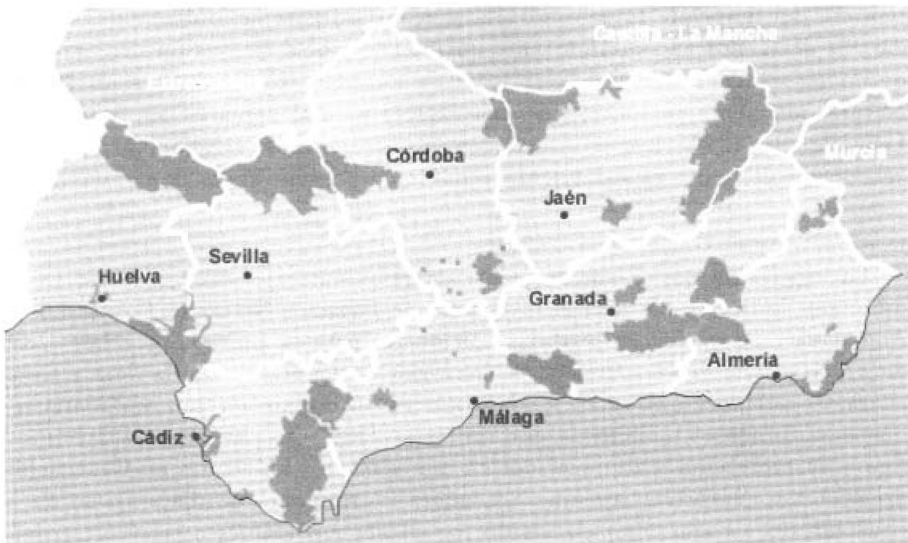 Castilla - La Mancha
Murcia
Córdoba
Jaén
Sevilla
Huelva
Granada
Almería
Málaga
Cádiz